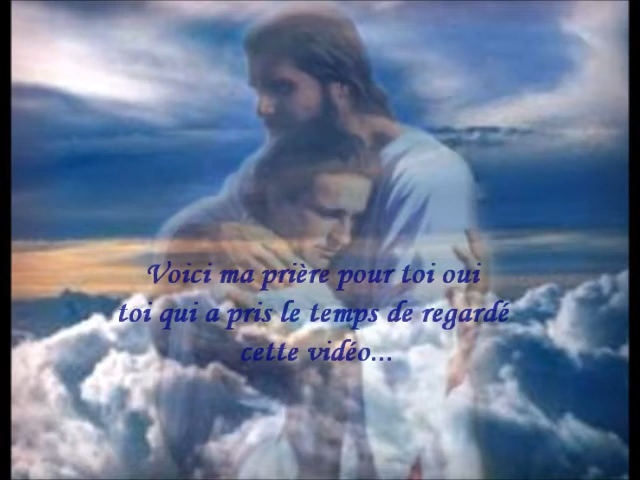 Voici ma prière pour toi oui
toi qui a pris le temps de regardé
cette vidéo...